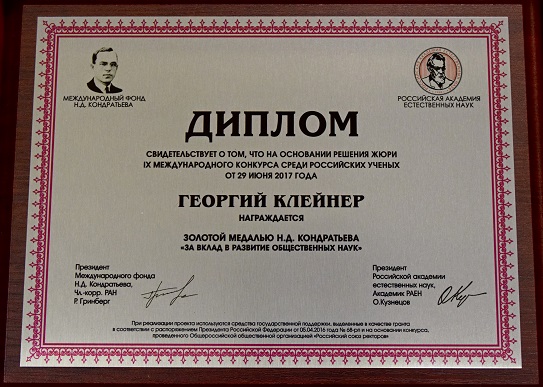 МЕЖДУНАРОДНЫЙ ФОНД
Н.Д. КОНДРАТЬЕВА
РОССИЙСКАЯ АКАДЕМИЯ
ЕСТЕСТВЕННЫХ НАУК
ДИПЛОМ
СВИДЕТЕЛЬСТВУЕТ О ТОМ, ЧТО НА ОСНОВАНИИ РЕШЕНИЯ ЖЮРИ
IX МЕЖДУНАРОДНОГО КОНКУРСА СРЕДИ РОССИЙСКИХ УЧЕНЫХ
ОТ 29 ИЮНЯ 2017 ГОДА
ГЕОРГИЙ КЛЕЙНЕР
НАГРАЖДАЕТСЯ
ЗОЛОТОЙ МЕДАЛЬЮ Н.Д. КОНДРАТЬЕВА
«ЗА ВКЛАД В РАЗВИТИЕ ОБЩЕСТВЕННЫХ НАУК»
Президент
Международного фонда
Н.Д. Кондратьева,
Чл.-корр. РАН
Р. Гринберг
Президент
Российской академии
естественных наук,
Академик РАЕН
О.Кузнецов
При реализации проекта используются средства государственной поддержки, выделенные в качестве гранта
в соответствии с распоряжением Президента Российской Федерации от 05.04.2016 года № 68-рп и на основании конкурса,
проведенного Общероссийской общественной организацией «Российский союз ректоров»